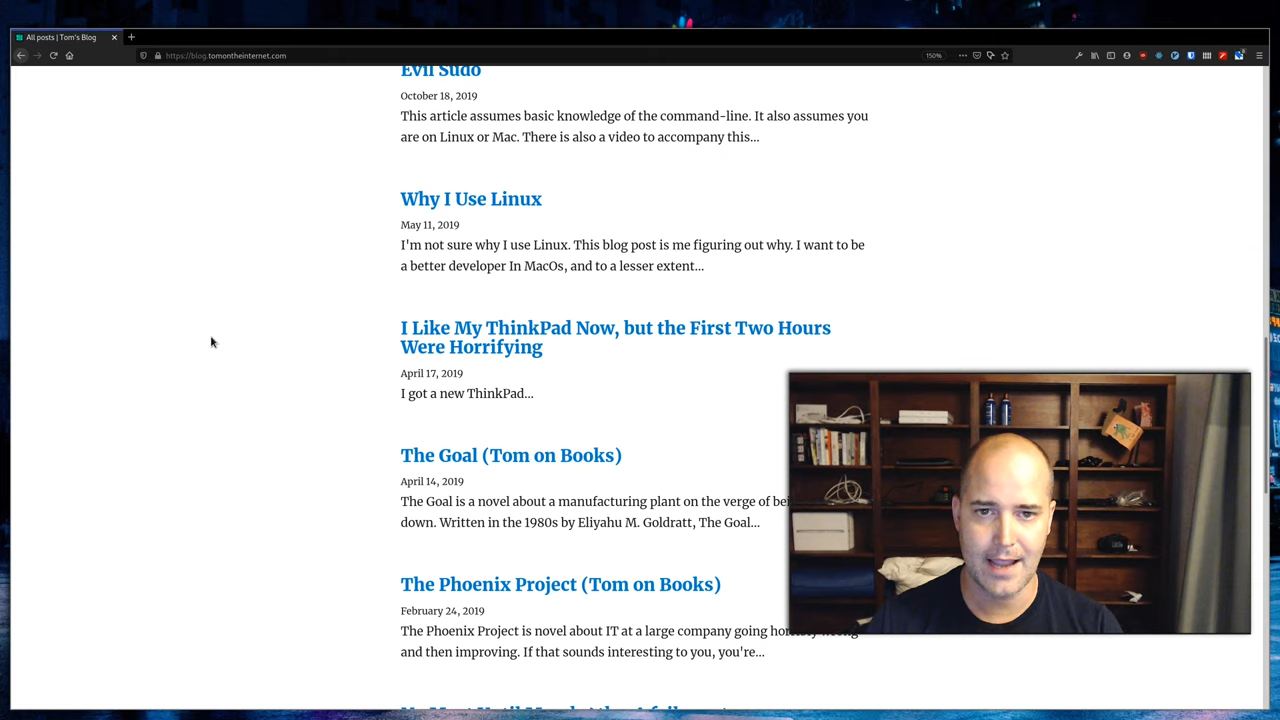 All posts | Tom's Blog
https://blog.tomontheinternet.com
150%
Evil Sudo
October 18, 2019
This article assumes basic knowledge of the command-line. It also assumes you
are on Linux or Mac. There is also a video to accompany this...
Why I Use Linux
May 11, 2019
I'm not sure why I use Linux. This blog post is me figuring out why. I want to be
a better developer In MacOs, and to a lesser extent...
I Like My ThinkPad Now, but the First Two Hours
Were Horrifying
April 17, 2019
I got a new ThinkPad...
The Goal (Tom on Books)
April 14, 2019
The Goal is a novel about a manufacturing plant on the verge of
down. Written in the 1980s by Eliyahu M. Goldratt, The Goal...
The Phoenix Project (Tom on Books)
February 24, 2019
The Phoenix Project is novel about IT at a large company going
and then improving. If that sounds interesting to you, you're...